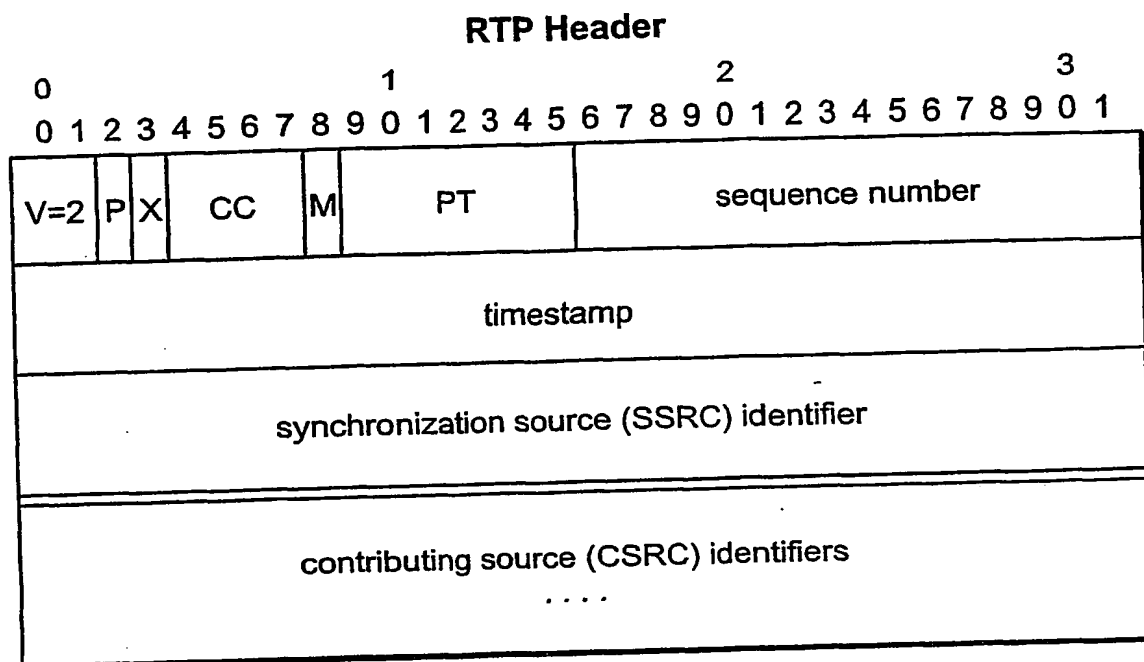 RTP Header
0 1 2 3
0 1 2 3 4 5 6 7 8 9 0 1 2 3 4 5 6 7 8 9 0 1 2 3 4 5 6 7 8 9 0 1
V=2 P X CC M PT sequence number
timestamp
synchronization source (SSRC) identifier
contributing source (CSRC) identifiers
....